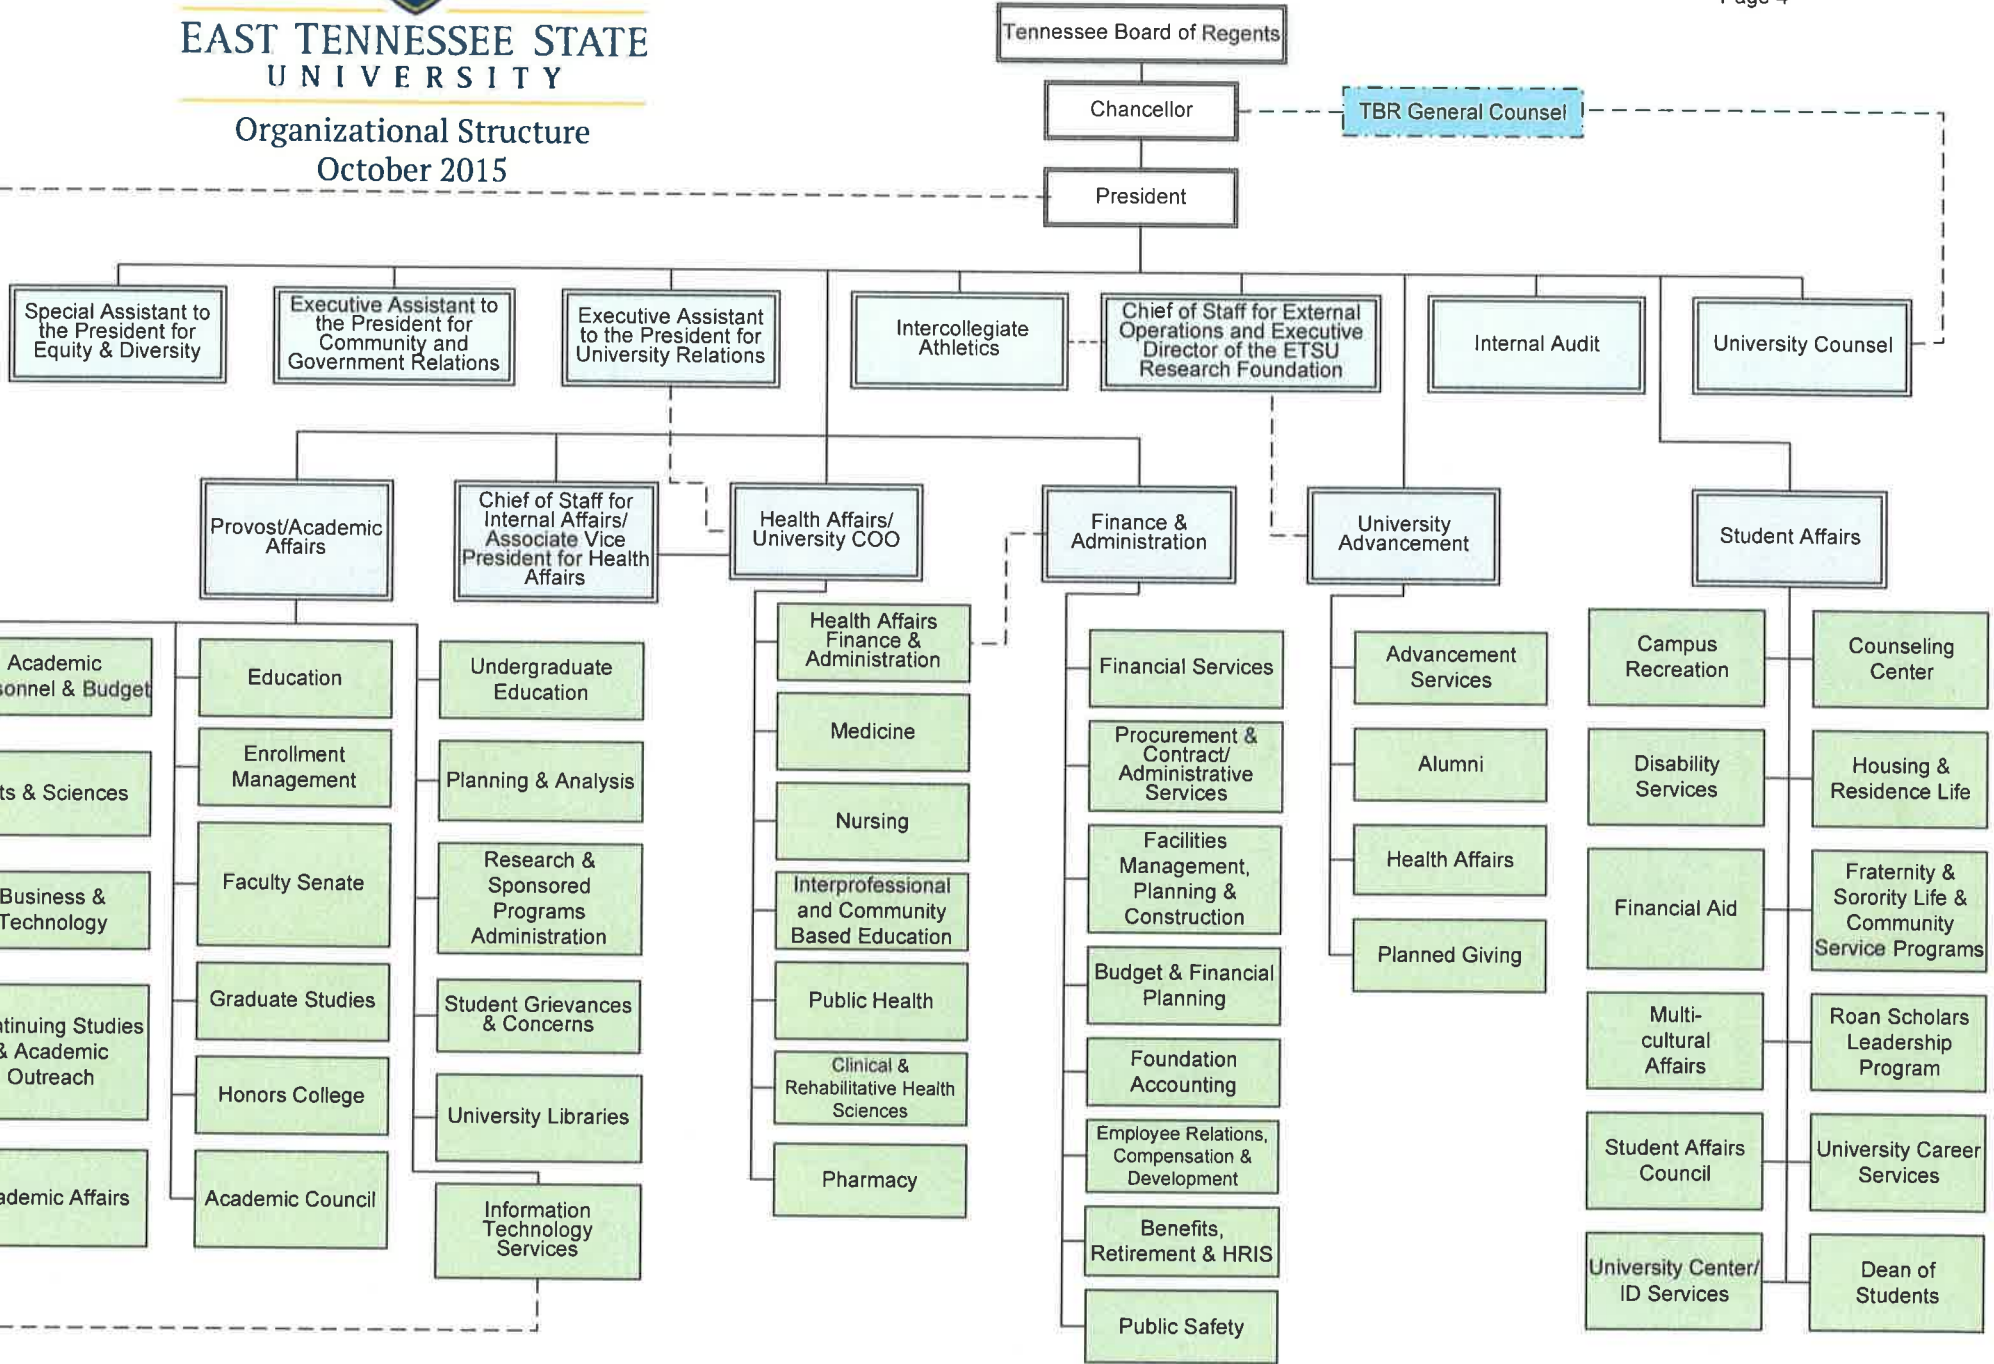 EAST TENNESSEE STATE
UNIVERSITY
Organizational Structure
October 2015
Tennessee Board of Regents
Chancellor
TBR General Counsel
President
Special Assistant to
the President for
Equity & Diversity
Executive Assistant to
the President for
Community and
Government Relations
Executive Assistant
to the President for
University Relations
Intercollegiate
Athletics
Chief of Staff for External
Operations and Executive
Director of the ETSU
Research Foundation
Internal Audit
University Counsel
Provost/Academic
Affairs
Chief of Staff for
Internal Affairs/
Associate Vice
President for Health
Affairs
Health Affairs/
University COO
Finance &
Administration
University
Advancement
Student Affairs
Academic
& Budget
& Sciences
Business &
Technology
Studies
& Academic
Outreach
Affairs
Education
Enrollment
Management
Faculty Senate
Graduate Studies
Honors College
Academic Council
Undergraduate
Education
Planning & Analysis
Research &
Sponsored
Programs
Administration
Student Grievances
& Concerns
University Libraries
Information
Technology
Services
Health Affairs
Finance &
Administration
Medicine
Nursing
Interprofessional
and Community
Based Education
Public Health
Clinical &
Rehabilitative Health
Sciences
Pharmacy
Financial Services
Procurement &
Contract/
Administrative
Services
Facilities
Management,
Planning &
Construction
Budget & Financial
Planning
Foundation
Accounting
Employee Relations,
Compensation &
Development
Benefits,
Retirement & HRIS
Public Safety
Advancement
Services
Alumni
Health Affairs
Planned Giving
Campus
Recreation
Disability
Services
Financial Aid
Multi-
cultural
Affairs
Student Affairs
Council
University Center/
ID Services
Counseling
Center
Housing &
Residence Life
Fraternity &
Sorority Life &
Community
Service Programs
Roan Scholars
Leadership
Program
University Career
Services
Dean of
Students